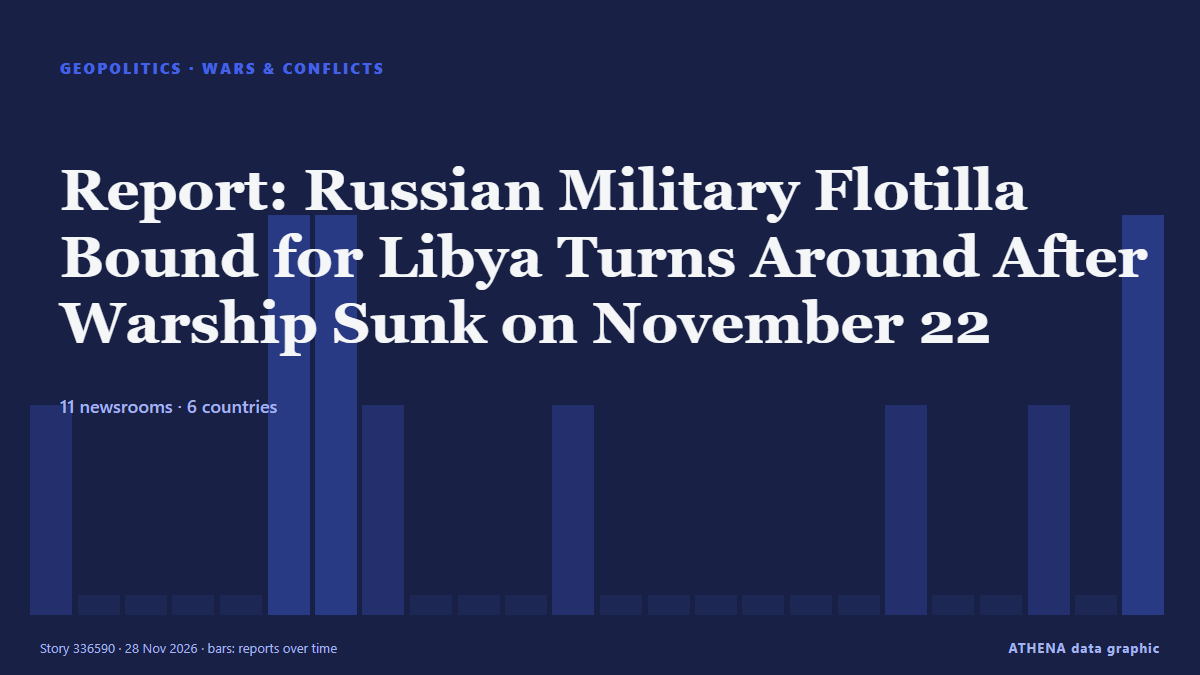 GEOPOLITICS · WARS & CONFLICTS
Report: Russian Military Flotilla
Bound for Libya Turns Around After
Warship Sunk on November 22
11 newsrooms · 6 countries
Story 336590 · 28 Nov 2026 · bars: reports over time
ATHENA data graphic